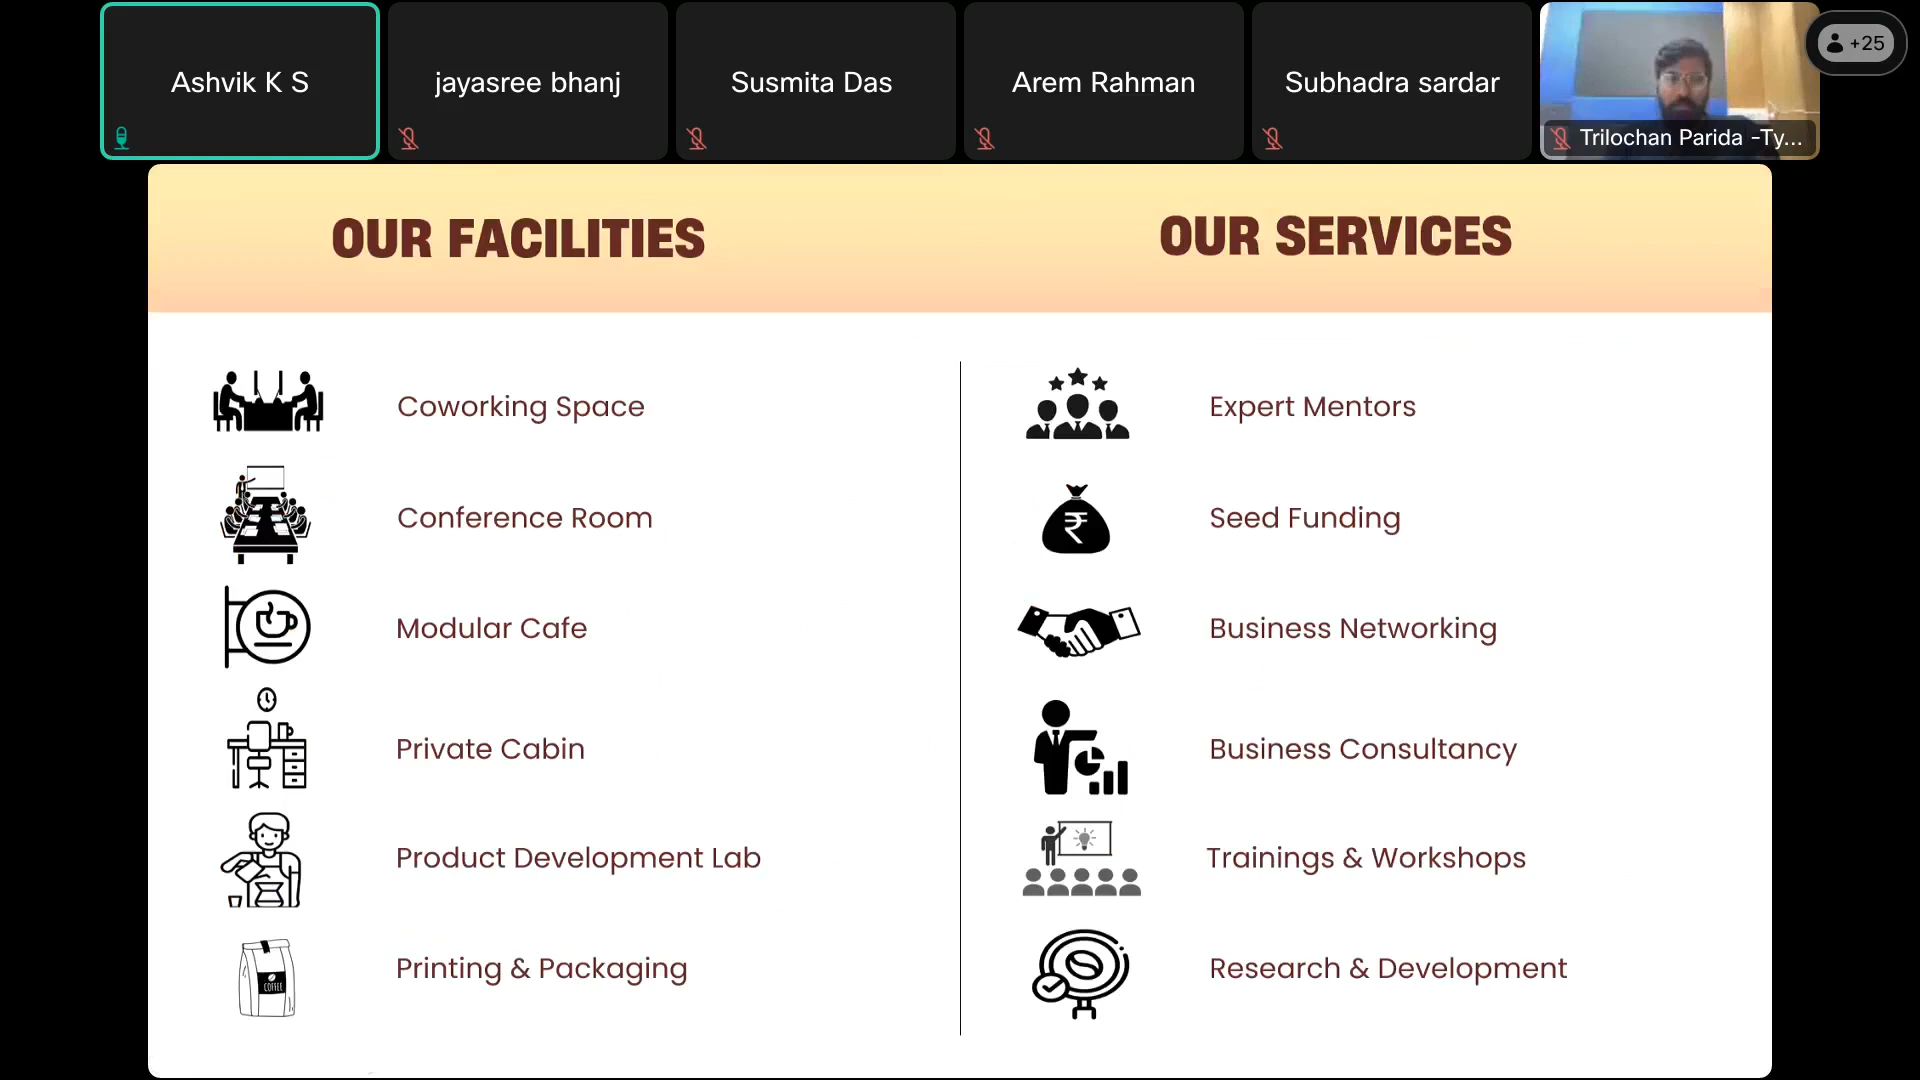 Ashvik K S
jayasree bhanj
Susmita Das
Arem Rahman
Subhadra sardar
Trilochan Parida -Ty...
+25
OUR FACILITIES
Coworking Space
Conference Room
Modular Cafe
Private Cabin
Product Development Lab
COFFEE
Printing & Packaging
OUR SERVICES
Expert Mentors
₹
Seed Funding
Business Networking
Business Consultancy
Trainings & Workshops
Research & Development